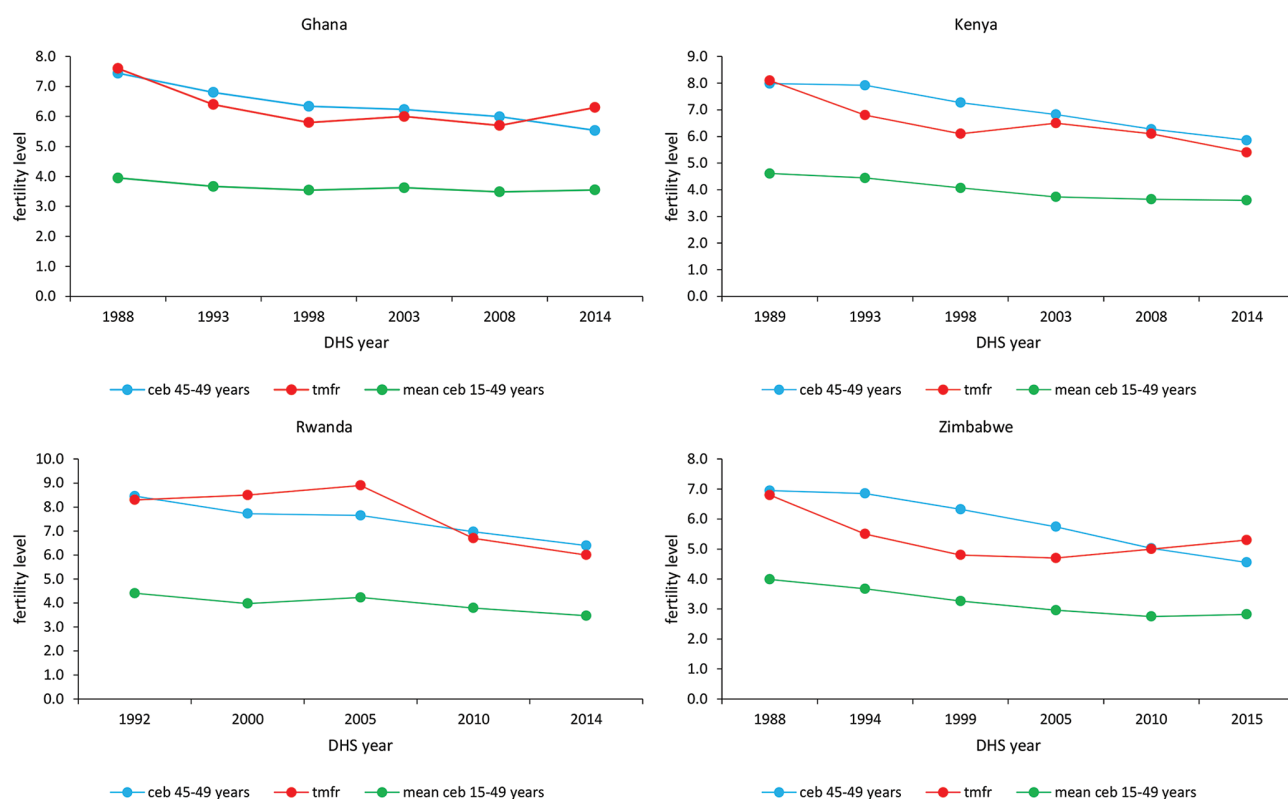 Ghana
8.0
7.0
6.0
5.0
4.0
3.0
2.0
1.0
0.0
fertility level
1988 1993 1998 2003 2008 2014
DHS year
ceb 45-49 years tmfr mean ceb 15-49 years
Kenya
9.0
8.0
7.0
6.0
5.0
4.0
3.0
2.0
1.0
0.0
fertility level
1989 1993 1998 2003 2008 2014
DHS year
ceb 45-49 years tmfr mean ceb 15-49 years
Rwanda
10.0
9.0
8.0
7.0
6.0
5.0
4.0
3.0
2.0
1.0
0.0
fertility level
1992 2000 2005 2010 2014
DHS year
ceb 45-49 years tmfr mean ceb 15-49 years
Zimbabwe
8.0
7.0
6.0
5.0
4.0
3.0
2.0
1.0
0.0
fertility level
1988 1994 1999 2005 2010 2015
DHS year
ceb 45-49 years tmfr mean ceb 15-49 years